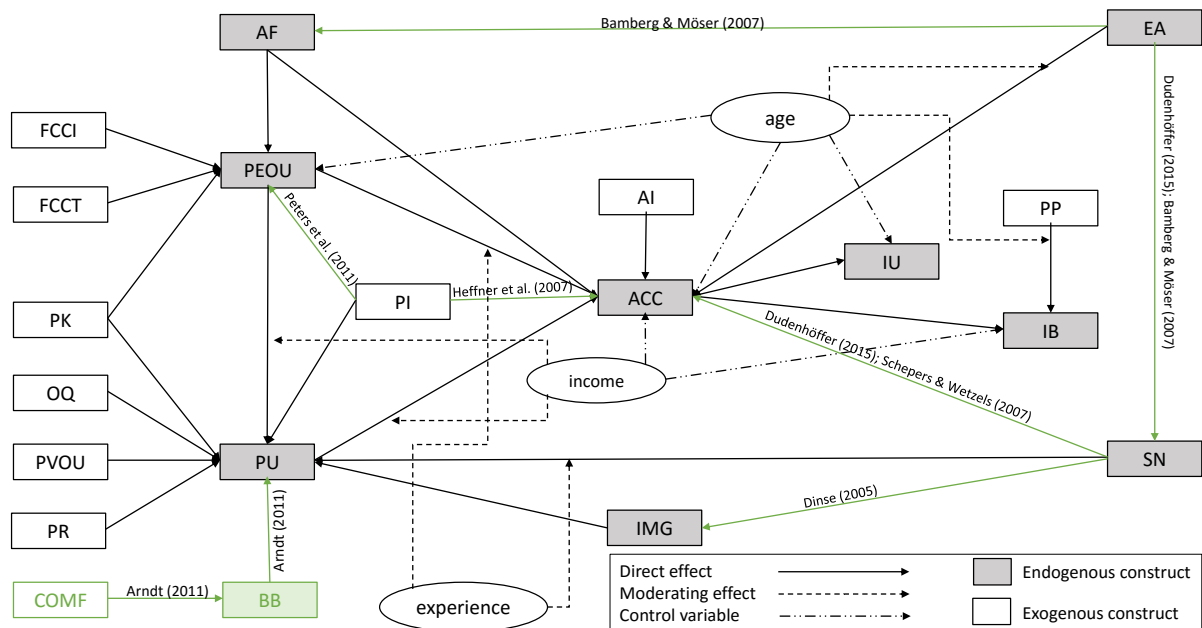 Bamberg & Möser (2007)
AF
EA
FCCI
age
PEOU
FCCT
Peters et al. (2011)
AI
PP
Dudenhöffer (2015); Bamberg & Möser (2007)
IU
PI
Heffner et al. (2007)
ACC
PK
IB
Dudenhöffer (2015); Schepers & Wetzels (2007)
income
OQ
PVOU
PU
SN
Dinse (2005)
Arndt (2011)
PR
IMG
COMF
Arndt (2011)
BB
experience
Direct effect
Moderating effect
Control variable
Endogenous construct
Exogenous construct